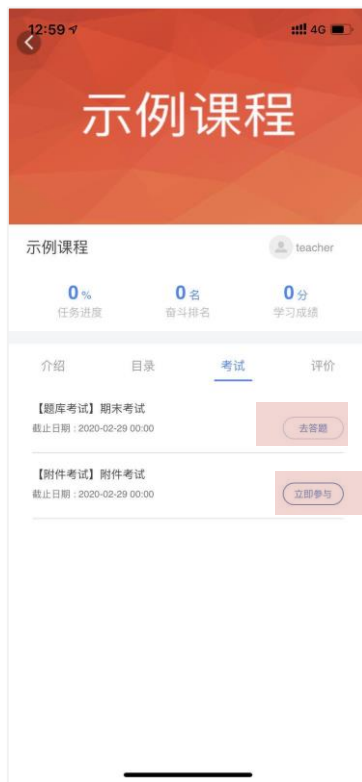 12:59
4G
示例课程
示例课程
teacher
0%
0名
0分
任务进度
奋斗排名
学习成绩
介绍
目录
考试
评价
【题库考试】期末考试
截止日期：2020-02-29 00:00
去答题
【附件考试】附件考试
截止日期：2020-02-29 00:00
立即参与